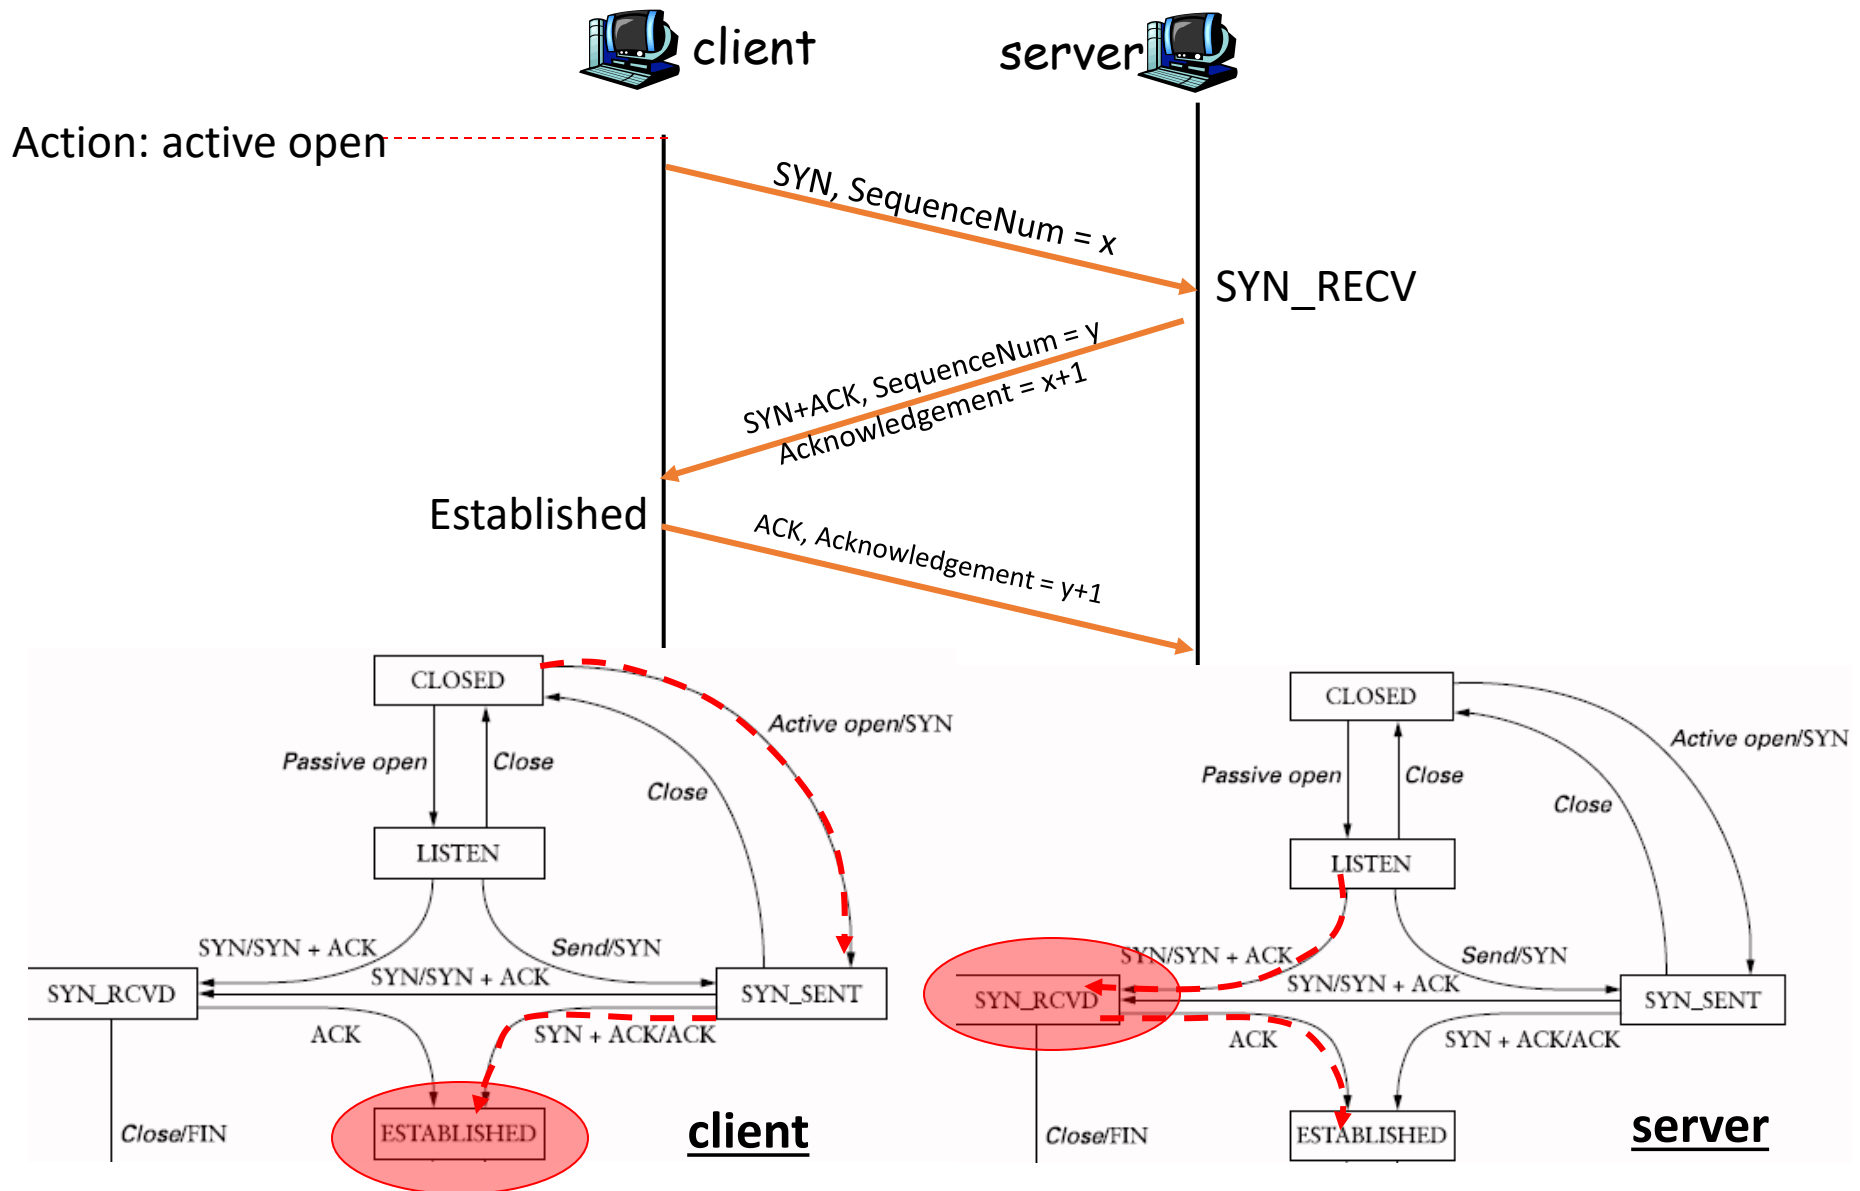 client
server
Action: active open
SYN, SequenceNum = x
SYN_RECV
SYN+ACK, SequenceNum = y
Acknowledgement = x+1
Established
ACK, Acknowledgement = y+1
CLOSED
Active open/SYN
Passive open
Close
Close
LISTEN
SYN/SYN + ACK
Send/SYN
SYN/SYN + ACK
SYN_RCVD
SYN_SENT
ACK
SYN + ACK/ACK
Close/FIN
ESTABLISHED
client
CLOSED
Active open/SYN
Passive open
Close
Close
LISTEN
SYN/SYN + ACK
Send/SYN
SYN/SYN + ACK
SYN_RCVD
SYN_SENT
ACK
SYN + ACK/ACK
Close/FIN
ESTABLISHED
server